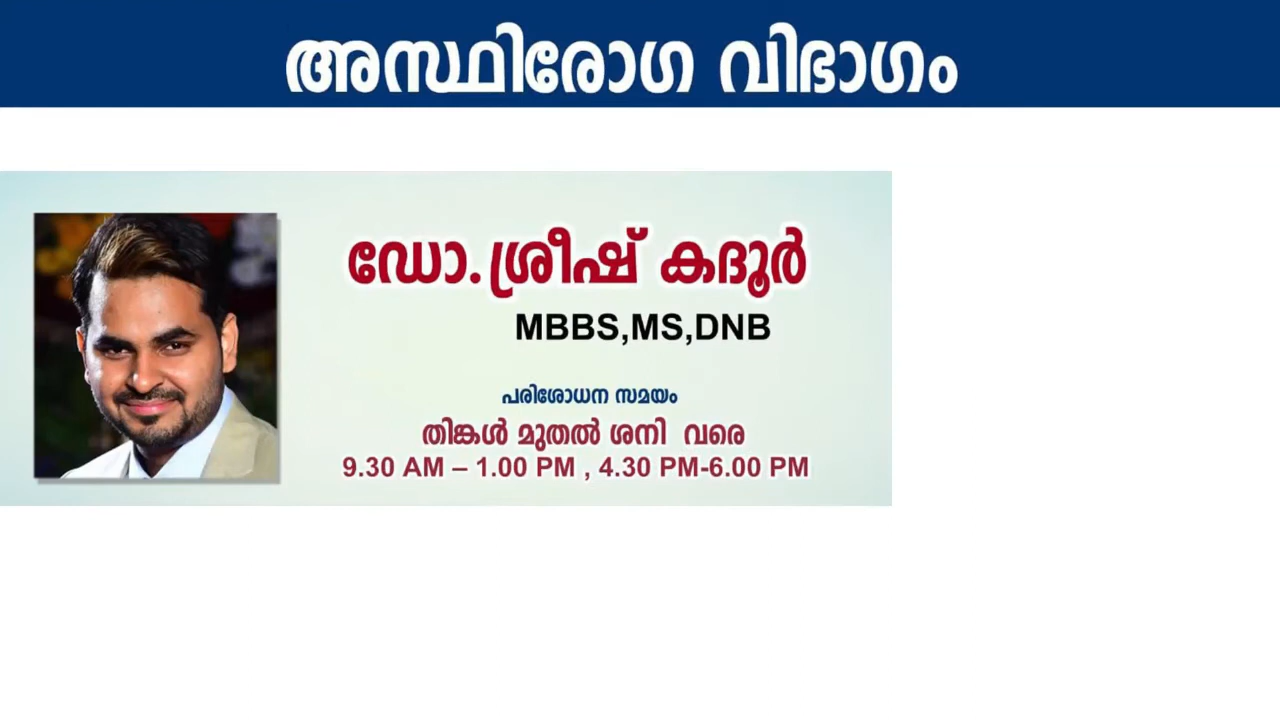 അസ്ഥിരോഗ വിഭാഗം
ഡോ.ശ്രീഷ് കദൂർ
MBBS,MS,DNB
പരിശോധന സമയം
തിങ്കൾ മുതൽ ശനി വരെ
9.30 AM – 1.00 PM , 4.30 PM-6.00 PM